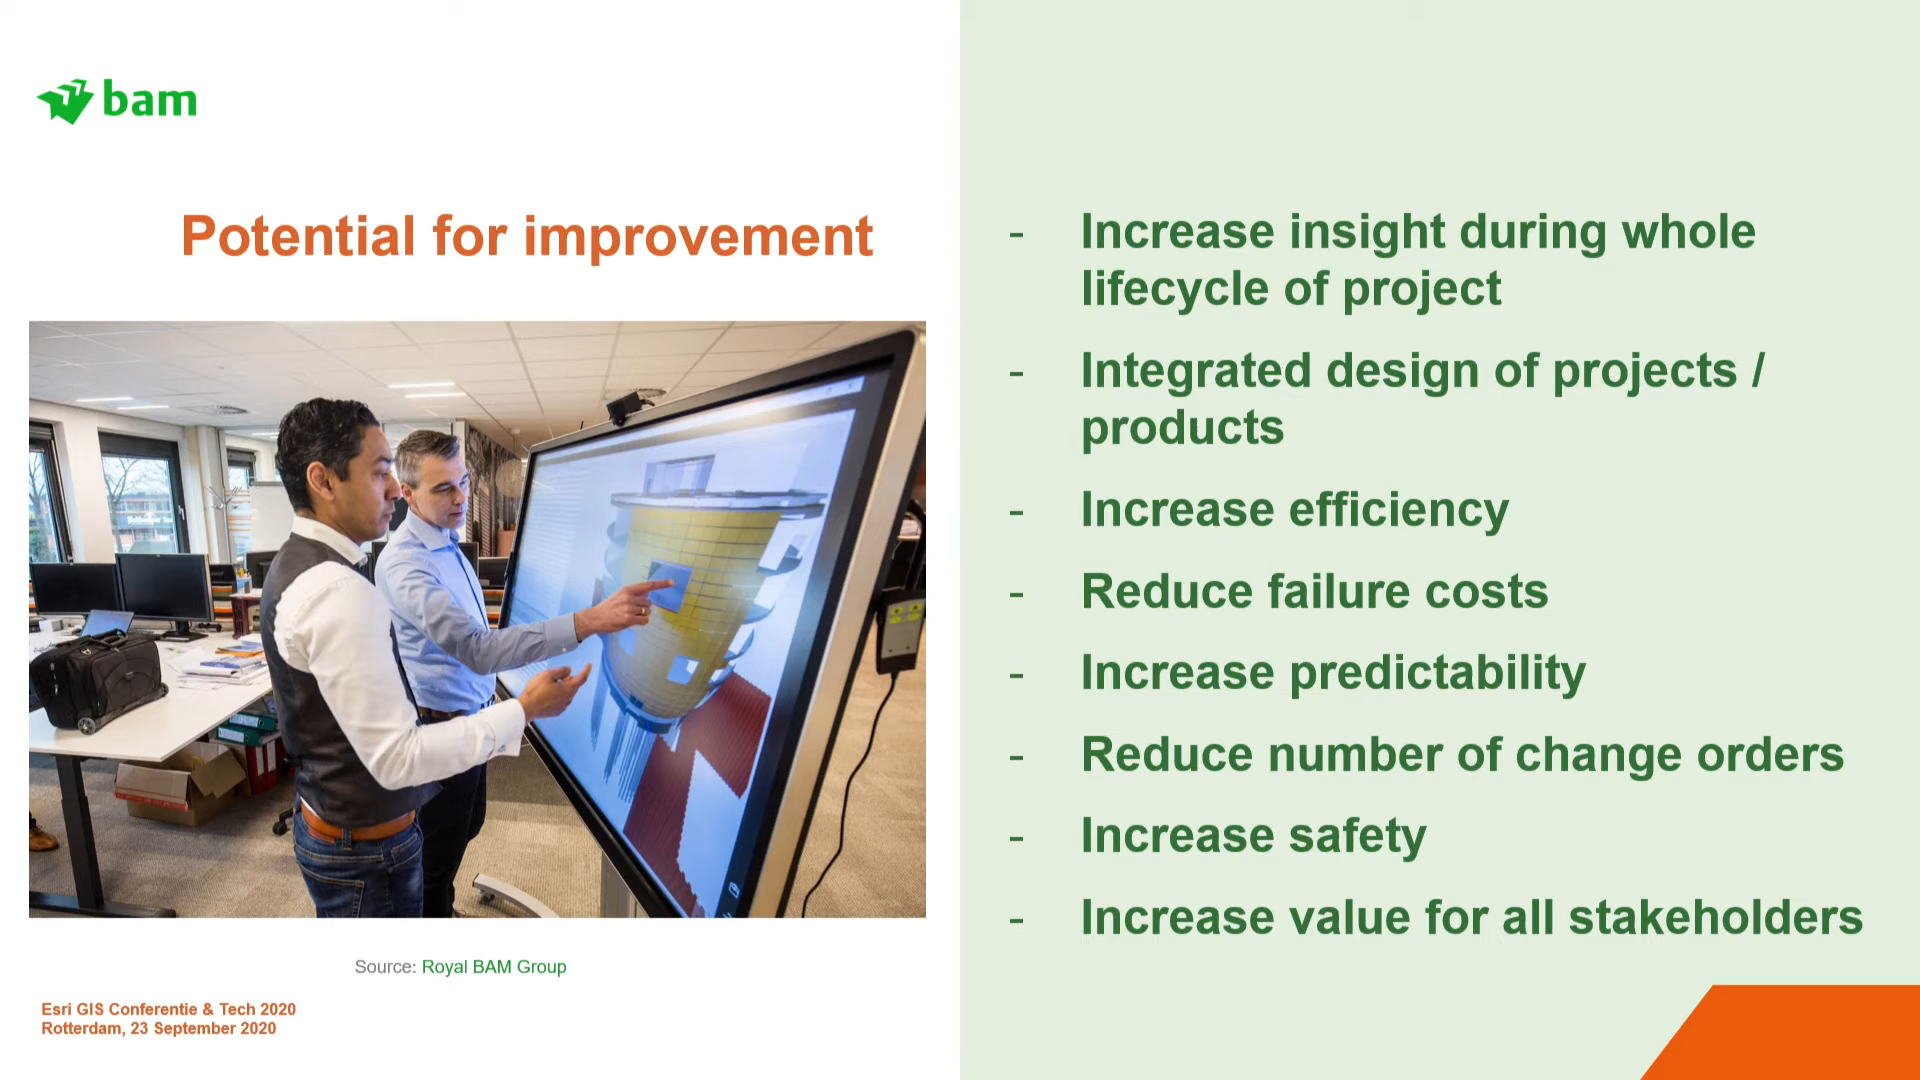 bam
Potential for improvement
Source: Royal BAM Group
Esri GIS Conferentie & Tech 2020
Rotterdam, 23 September 2020
- Increase insight during whole
lifecycle of project
- Integrated design of projects /
products
- Increase efficiency
- Reduce failure costs
- Increase predictability
- Reduce number of change orders
- Increase safety
- Increase value for all stakeholders